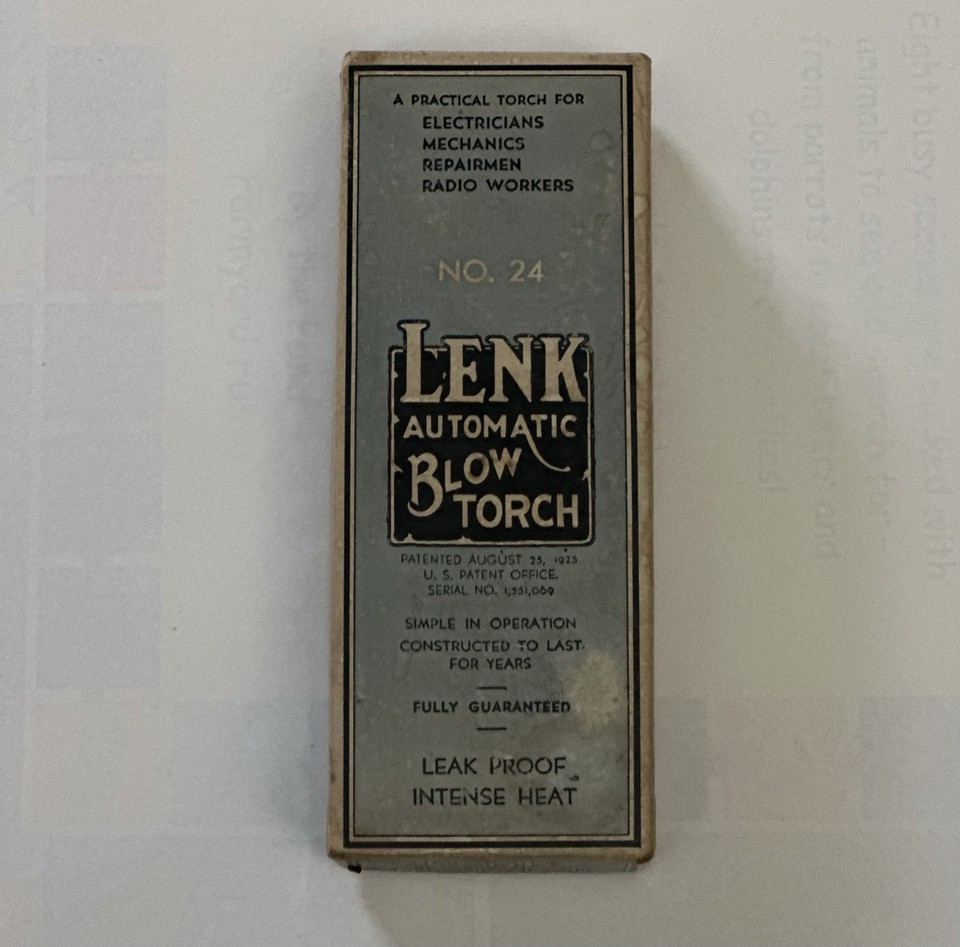 A PRACTICAL TORCH FOR
ELECTRICIANS
MECHANICS
REPAIRMEN
RADIO WORKERS
NO. 24
LENK
AUTOMATIC
BLOW
TORCH
PATENTED AUGUST 25, 1925.
U. S. PATENT OFFICE.
SERIAL NO. 1,551,069
SIMPLE IN OPERATION
CONSTRUCTED TO LAST
FOR YEARS
FULLY GUARANTEED
LEAK PROOF
INTENSE HEAT